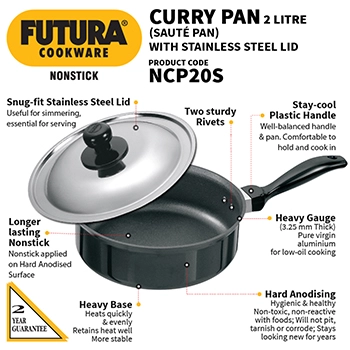 FUTURA®
COOKWARE
NONSTICK
CURRY PAN 2 LITRE
(SAUTÉ PAN)
WITH STAINLESS STEEL LID
PRODUCT CODE
NCP20S
Snug-fit Stainless Steel Lid
Useful for simmering,
essential for serving
Two sturdy
Rivets
Stay-cool
Plastic Handle
Well-balanced handle
& pan. Comfortable to
hold and cook in
Longer
lasting
Nonstick
Nonstick applied
on Hard Anodised
Surface
Heavy Gauge
(3.25 mm Thick)
Pure virgin
aluminium
for low-oil cooking
2
YEAR
GUARANTEE
Heavy Base
Heats quickly
& evenly
Retains heat well
More stable
Hard Anodising
Hygienic & healthy
Non-toxic, non-reactive
with foods; Will not pit,
tarnish or corrode; Stays
looking new for years